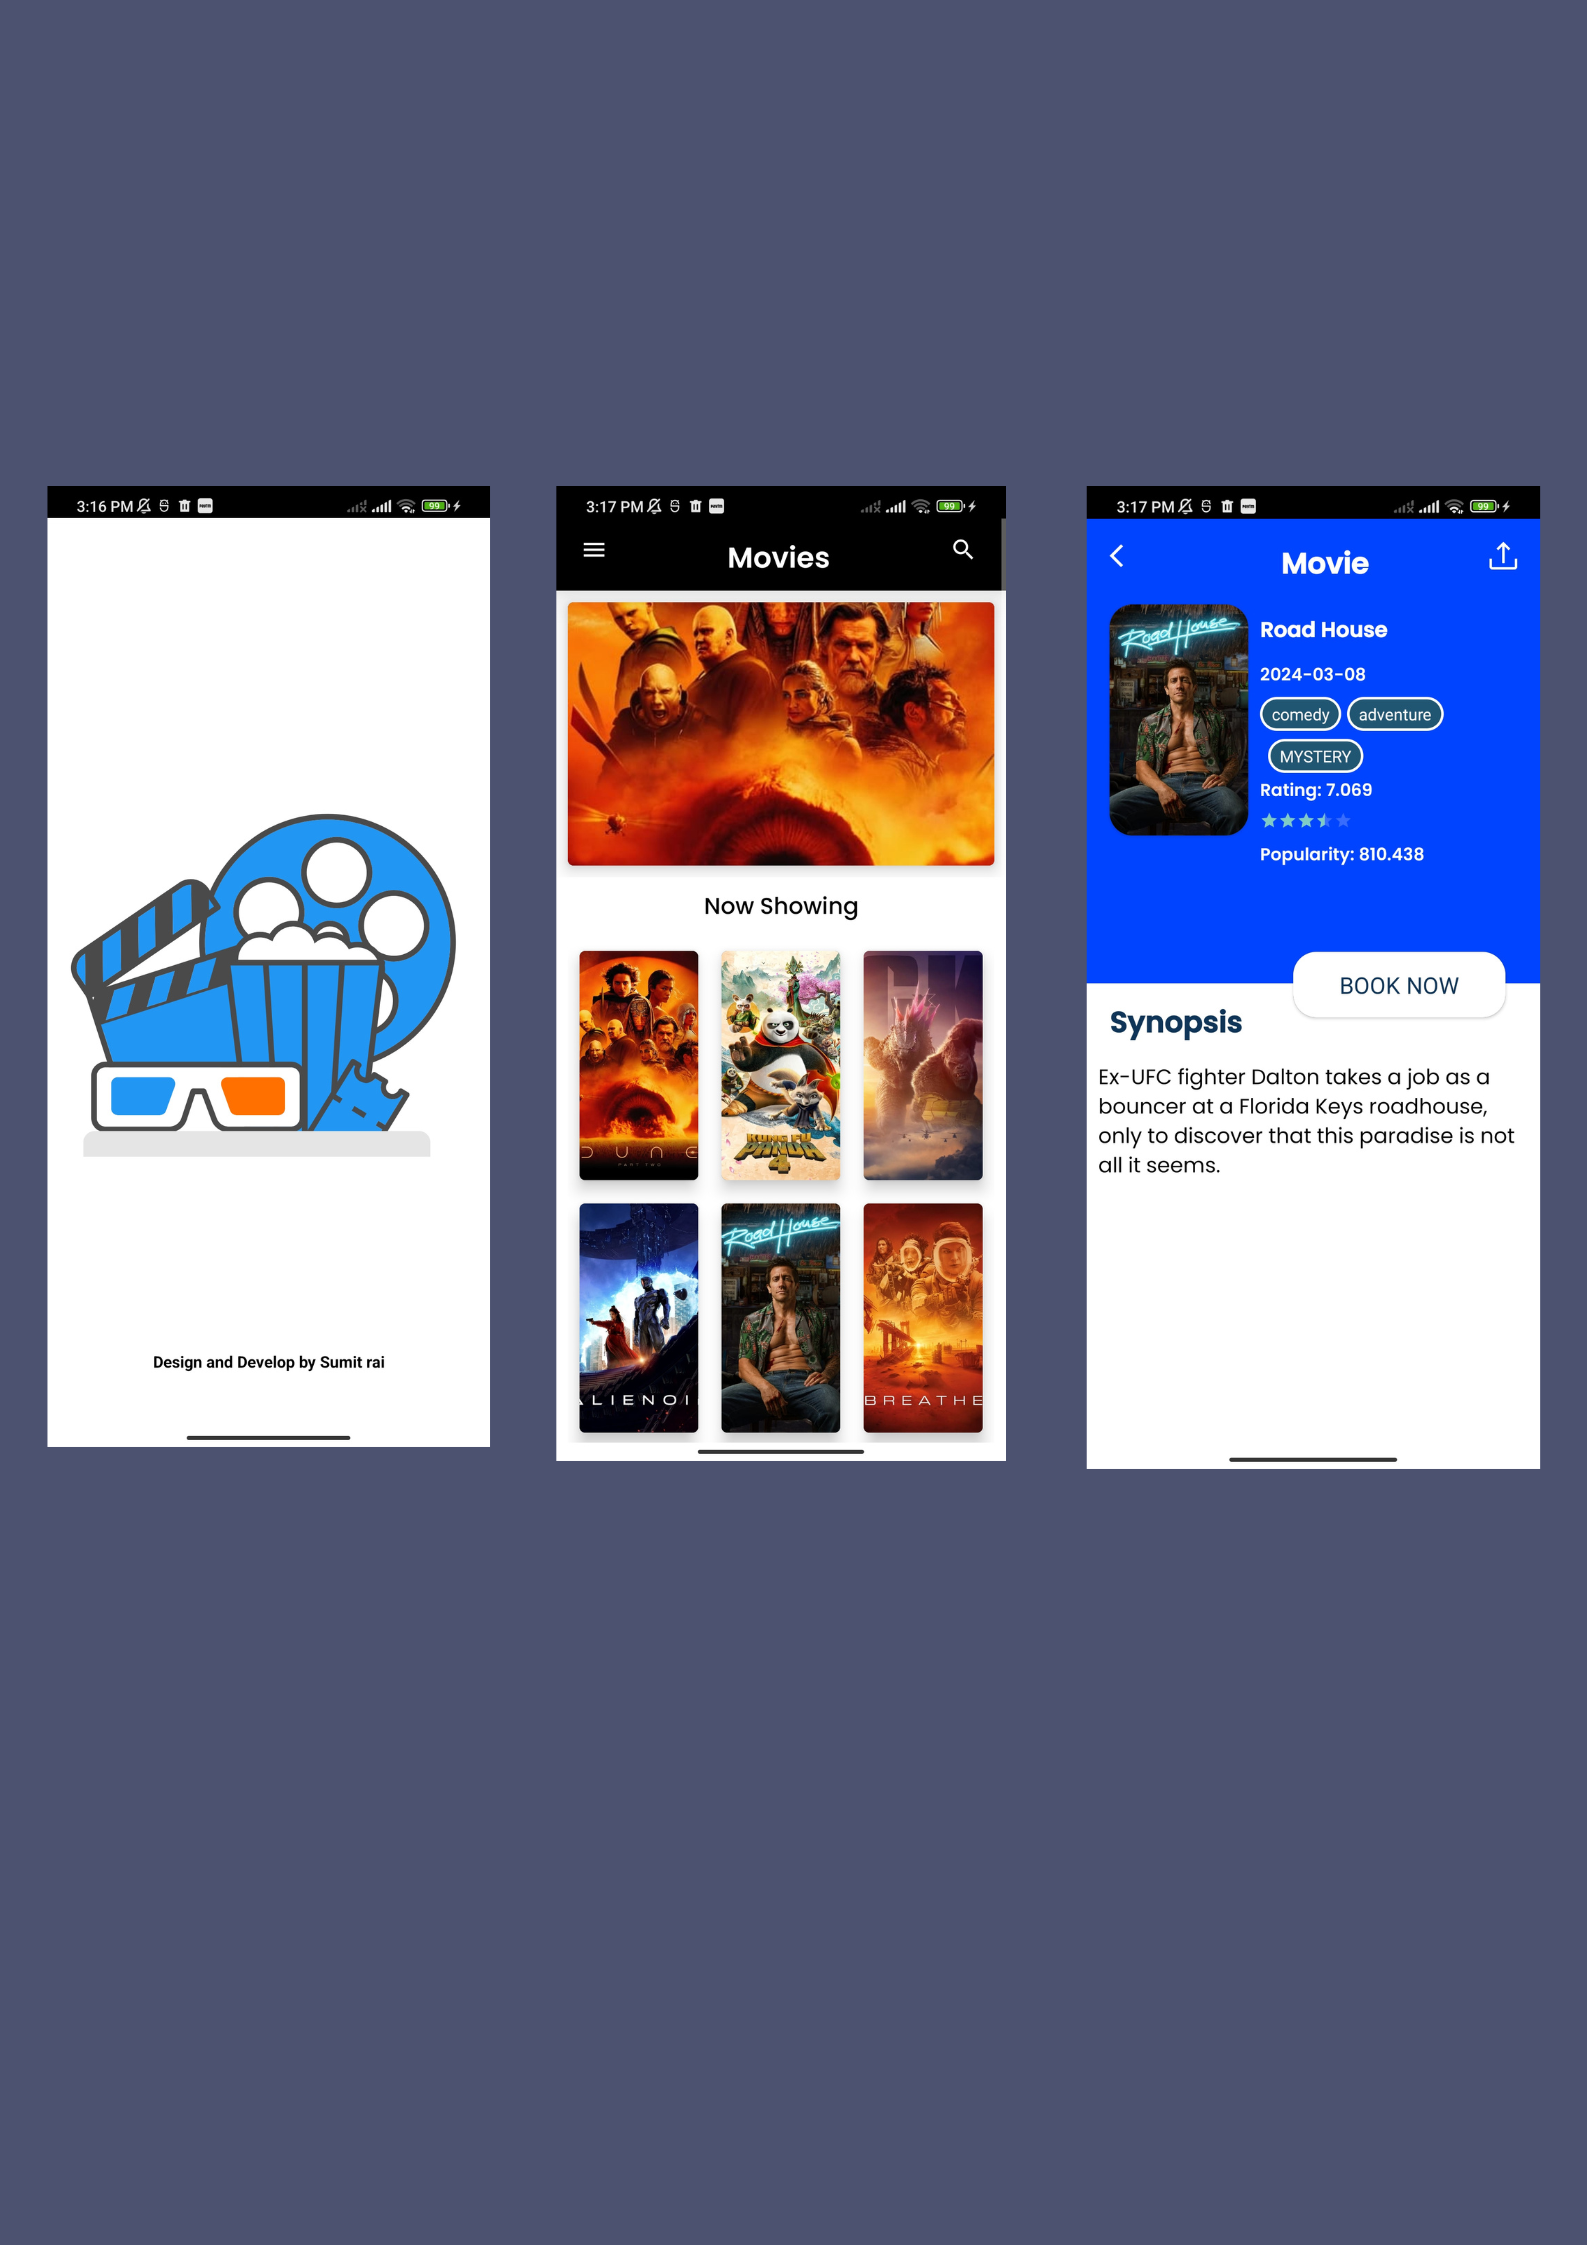 3:16 PM
99
Design and Develop by Sumit rai
3:17 PM
99
Movies
Now Showing
DUNE
PART TWO
KUNG FU
PANDA
4
Road House
BREATHE
3:17 PM
99
Movie
Road House
Road House
2024-03-08
comedy adventure
MYSTERY
Rating: 7.069
Popularity: 810.438
BOOK NOW
Synopsis
Ex-UFC fighter Dalton takes a job as a
bouncer at a Florida Keys roadhouse,
only to discover that this paradise is not
all it seems.